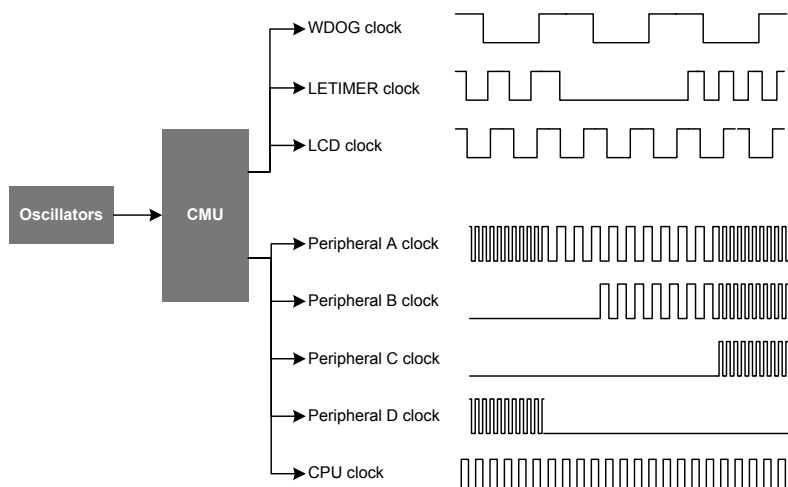 WDOG clock
LETIMER clock
LCD clock
Oscillators
CMU
Peripheral A clock
Peripheral B clock
Peripheral C clock
Peripheral D clock
CPU clock